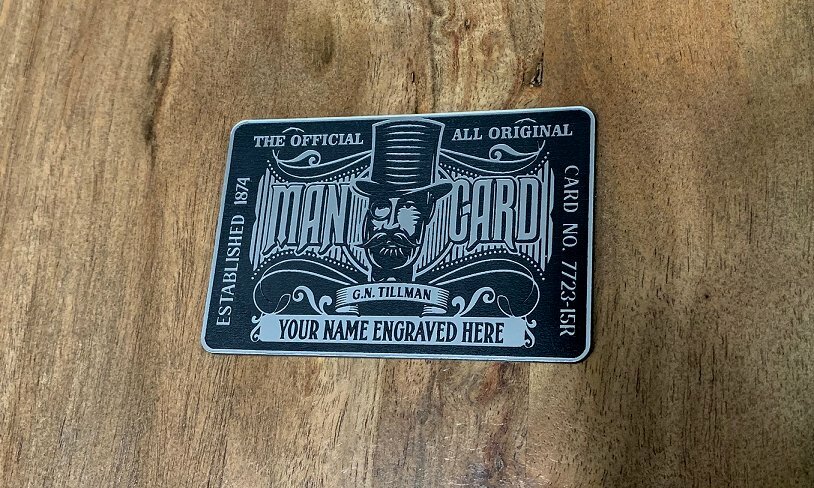 THE OFFICIAL
ALL ORIGINAL
ESTABLISHED 1874
MAN CARD
CARD NO. 7723-15R
G.N. TILLMAN
YOUR NAME ENGRAVED HERE